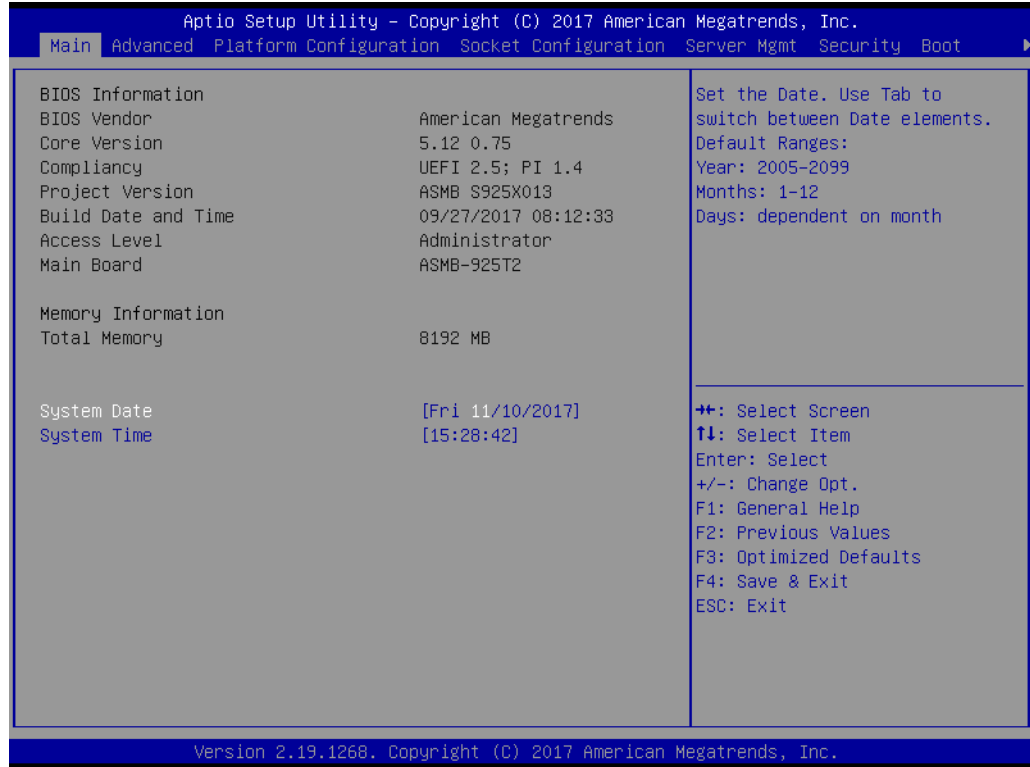 Aptio Setup Utility – Copyright (C) 2017 American Megatrends, Inc.
Main Advanced Platform Configuration Socket Configuration Server Mgmt Security Boot
BIOS Information
BIOS Vendor American Megatrends
Core Version 5.12 0.75
Compliancy UEFI 2.5; PI 1.4
Project Version ASMB S925X013
Build Date and Time 09/27/2017 08:12:33
Access Level Administrator
Main Board ASMB-925T2
Memory Information
Total Memory 8192 MB
System Date [Fri 11/10/2017]
System Time [15:28:42]
Set the Date. Use Tab to
switch between Date elements.
Default Ranges:
Year: 2005-2099
Months: 1-12
Days: dependent on month
→←: Select Screen
↑↓: Select Item
Enter: Select
+/-: Change Opt.
F1: General Help
F2: Previous Values
F3: Optimized Defaults
F4: Save & Exit
ESC: Exit
Version 2.19.1268. Copyright (C) 2017 American Megatrends, Inc.